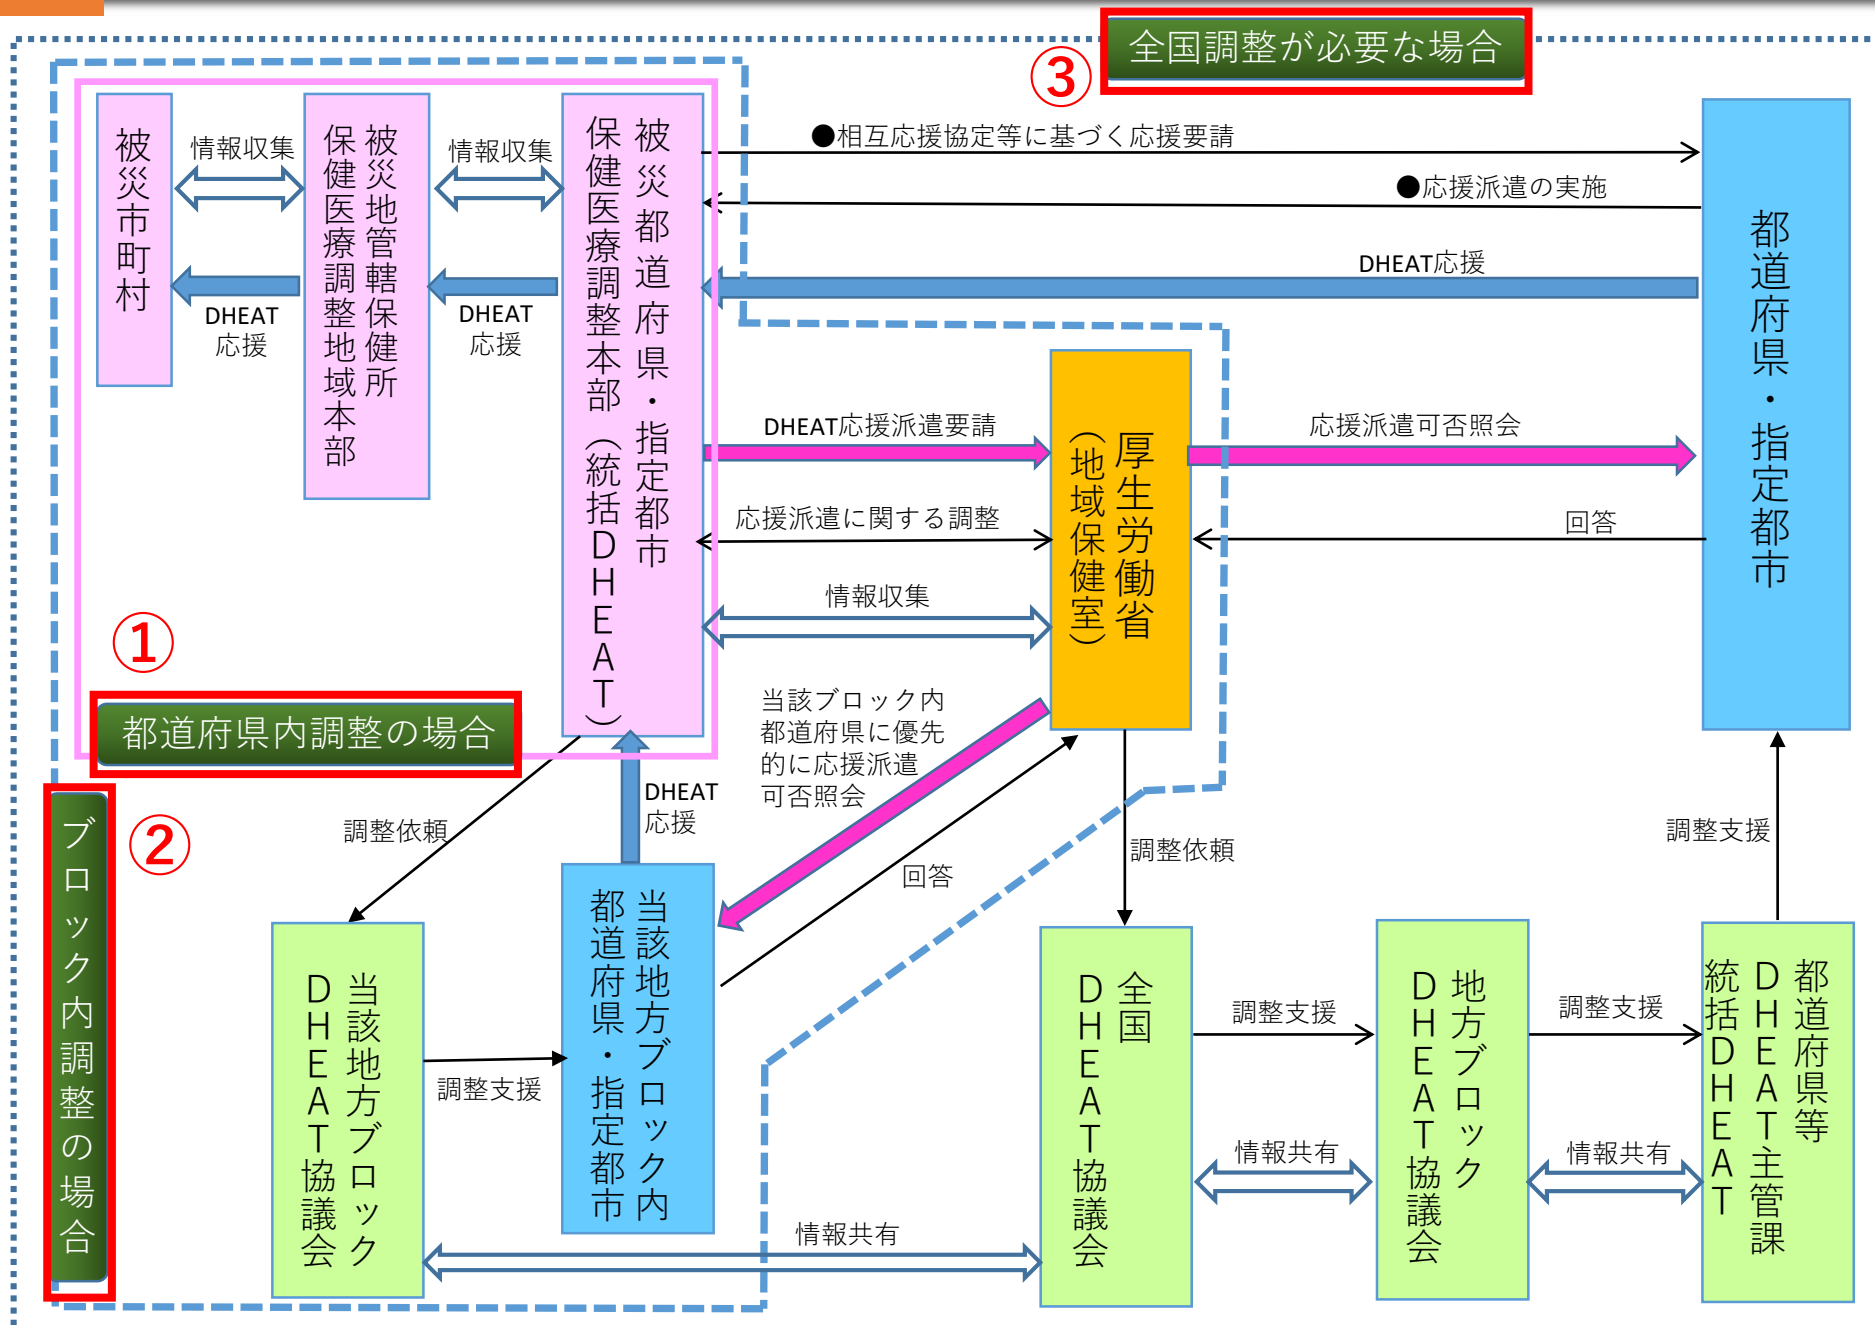 ③
全国調整が必要な場合
被災市町村
情報収集
DHEAT
応援
被災地管轄保健所
保健医療調整地域本部
情報収集
DHEAT
応援
被災都道府県・指定都市
保健医療調整本部（統括DHEAT）
●相互応援協定等に基づく応援要請
●応援派遣の実施
DHEAT応援
都道府県・指定都市
DHEAT応援派遣要請
応援派遣に関する調整
情報収集
厚生労働省
（地域保健室）
応援派遣可否照会
回答
①
都道府県内調整の場合
②
ブロック内調整の場合
当該ブロック内
都道府県に優先
的に応援派遣
可否照会
回答
DHEAT
応援
調整依頼
調整依頼
調整支援
当該地方ブロック
DHEAT協議会
調整支援
当該地方ブロック内
都道府県・指定都市
情報共有
全国
DHEAT協議会
調整支援
情報共有
地方ブロック
DHEAT協議会
調整支援
情報共有
都道府県等
DHEAT主管課
統括DHEAT